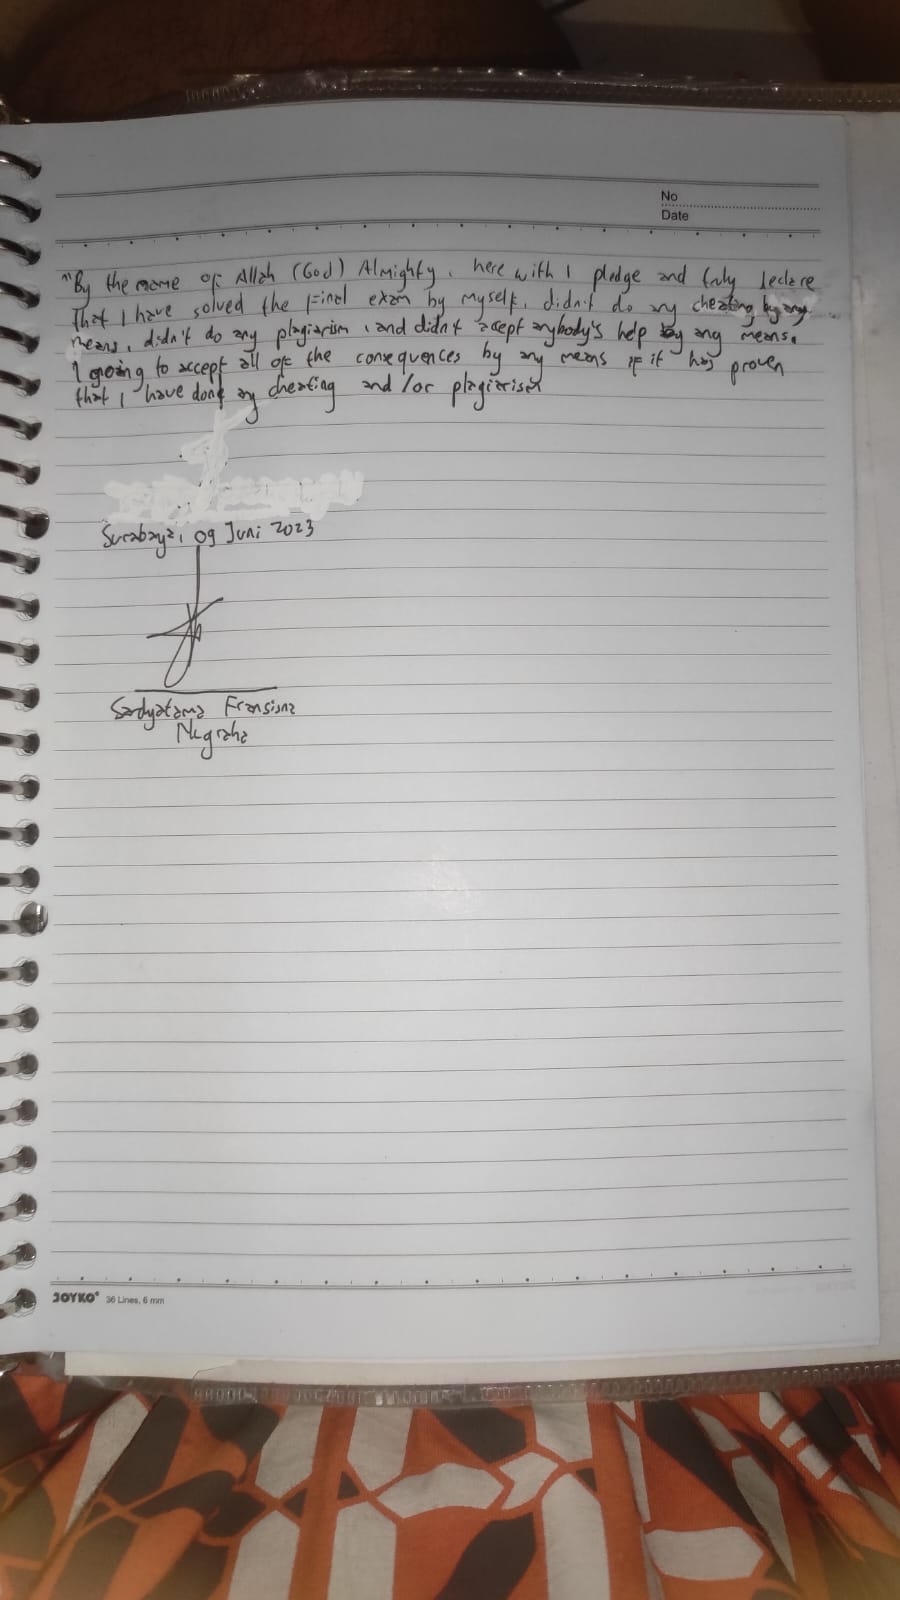 No
Date
"By the name of Allah (God) Almighty, here with I pledge and truly declare
That I have solved the Final exam by myself, didn't do any cheating by any
means, didn't do any plagiarism, and didn't accept anybody's help by any means.
I going to accept all of the consequences by any means if it has proven
that I have done any cheating and /or plagiarism
Surabaya, 09 Juni 2023
Sardyatama Fransisna
Nugraha
JOYKO 36 Lines, 6 mm